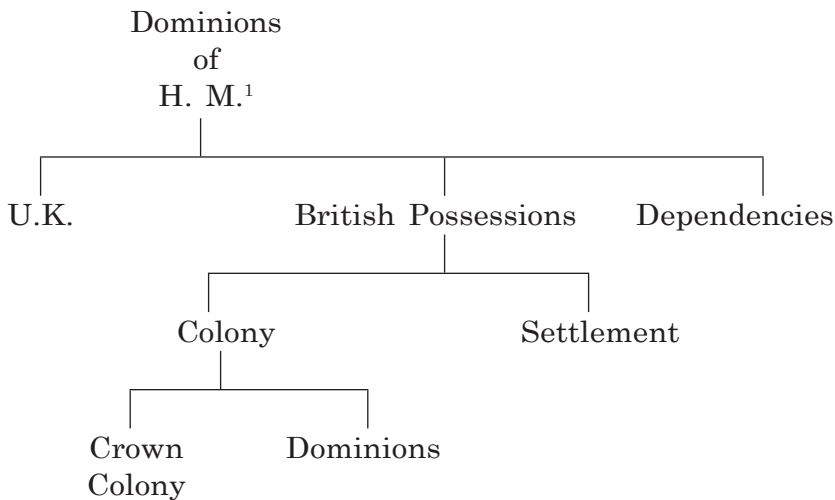 Dominions
of
H. M.¹
U.K.
British Possessions
Dependencies
Colony
Settlement
Crown
Colony
Dominions